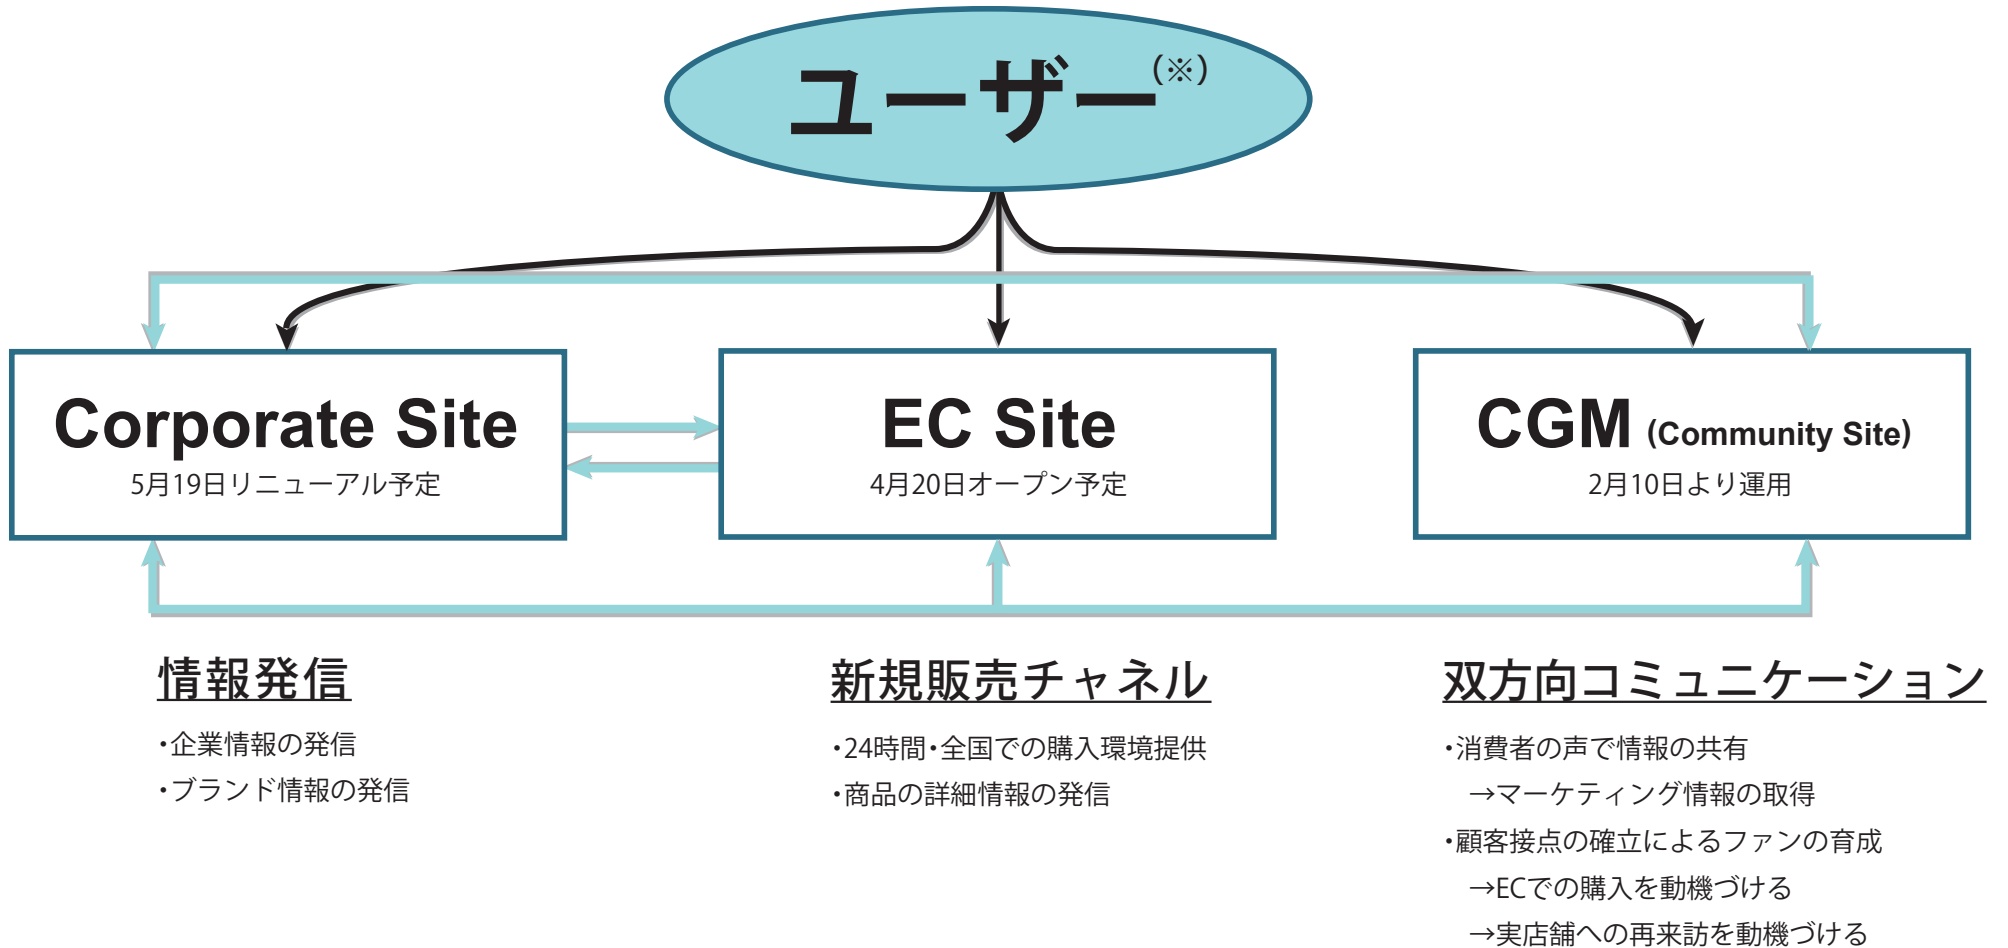 ユーザー(※)
Corporate Site
5月19日リニューアル予定
EC Site
4月20日オープン予定
CGM (Community Site)
2月10日より運用
情報発信
・企業情報の発信
・ブランド情報の発信
新規販売チャネル
・24時間・全国での購入環境提供
・商品の詳細情報の発信
双方向コミュニケーション
・消費者の声で情報の共有
→マーケティング情報の取得
・顧客接点の確立によるファンの育成
→ECでの購入を動機づける
→実店舗への再来訪を動機づける